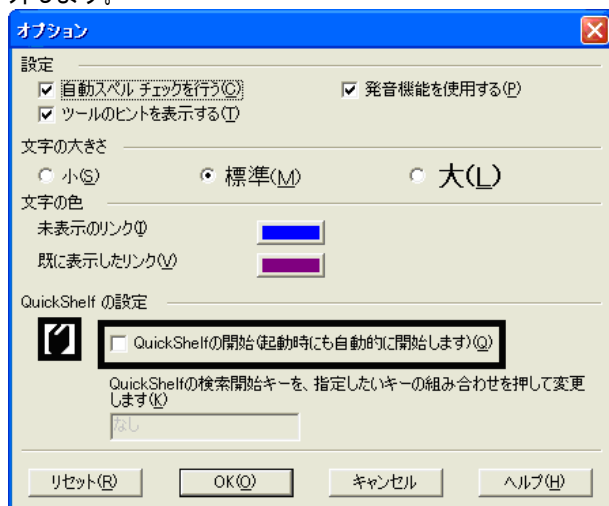 オプション
設定
自動スペル チェックを行う(C)
発音機能を使用する(P)
ツールのヒントを表示する(T)
文字の大きさ
小(S)
標準(M)
大(L)
文字の色
未表示のリンク(I)
既に表示したリンク(V)
QuickShelf の設定
QuickShelfの開始(起動時にも自動的に開始します)(Q)
QuickShelfの検索開始キーを、指定したいキーの組み合わせを押して変更
します(K)
なし
リセット(R)
OK(O)
キャンセル
ヘルプ(H)